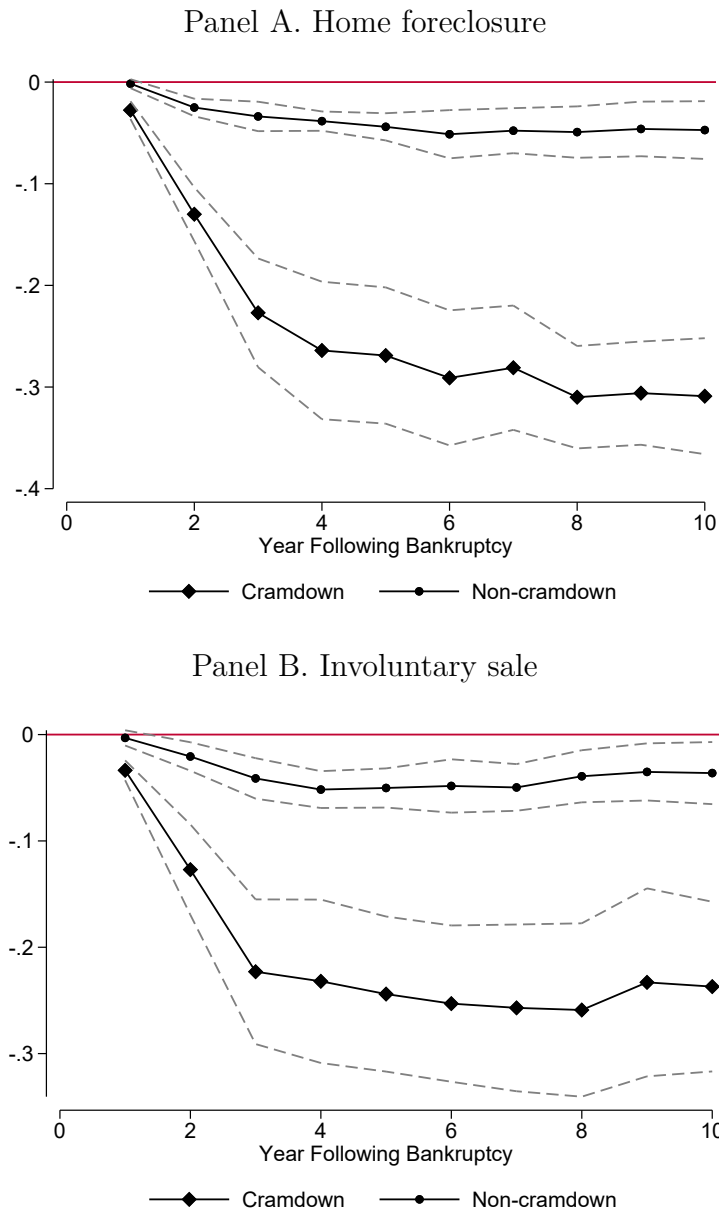 Panel A. Home foreclosure
0
-.1
-.2
-.3
-.4
0 2 4 6 8 10
Year Following Bankruptcy
Cramdown Non-cramdown
Panel B. Involuntary sale
0
-.1
-.2
-.3
0 2 4 6 8 10
Year Following Bankruptcy
Cramdown Non-cramdown